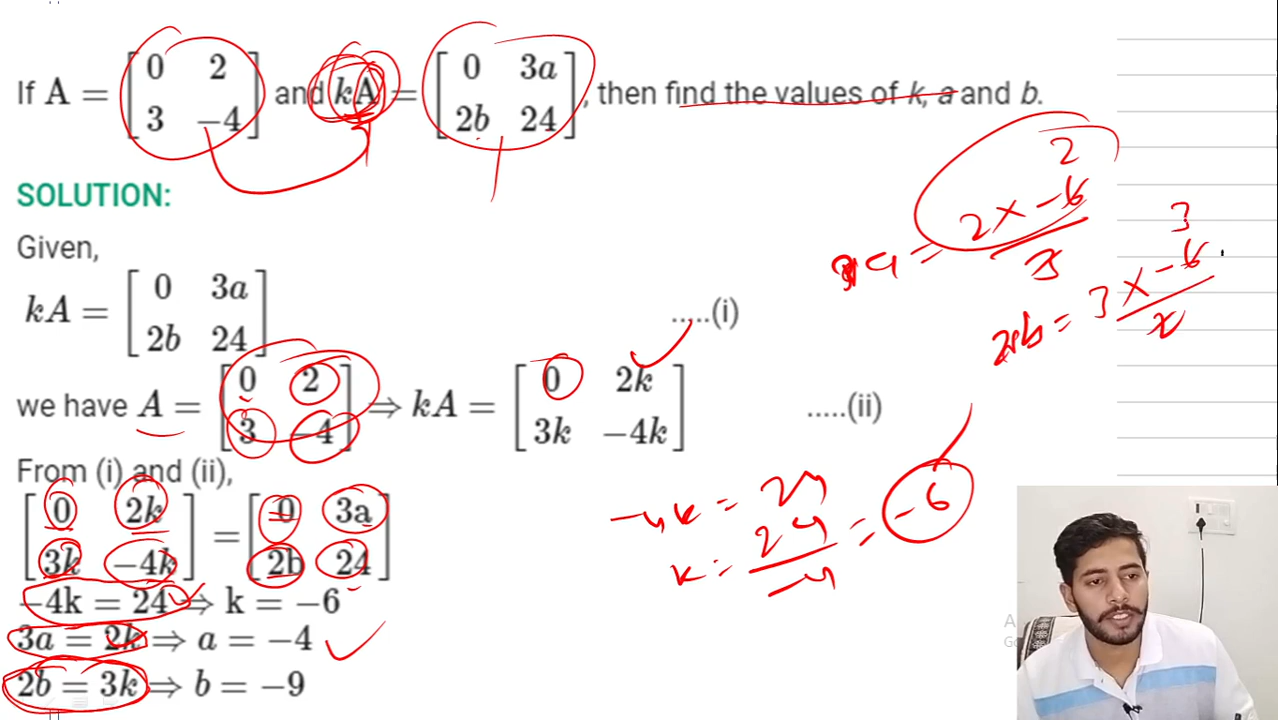 If A = [0 2 3 −4] and kA = [0 3a 2b 24], then find the values of k, a and b.
SOLUTION:
Given,
kA = [0 3a 2b 24] .....(i)
we have A = [0 2 3 −4] ⇒ kA = [0 2k 3k −4k] .....(ii)
From (i) and (ii),
[0 2k 3k −4k] = [0 3a 2b 24]
−4k = 24 ⇒ k = −6
3a = 2k ⇒ a = −4
2b = 3k ⇒ b = −9
2
a = 2 x −6 / 3
3
2b = 3 x −6 / 2
−4k = 24
k = 24 / −4 = −6